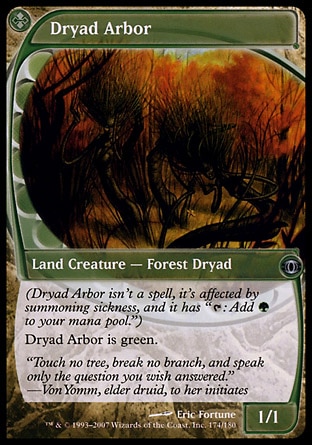 Dryad Arbor
Land Creature — Forest Dryad
(Dryad Arbor isn't a spell, it's affected by
summoning sickness, and it has “: Add
to your mana pool.”)
Dryad Arbor is green.
“Touch no tree, break no branch, and speak
only the question you wish answered.”
—Von Yomm, elder druid, to her initiates
Eric Fortune
™ & © 1993–2007 Wizards of the Coast, Inc. 174/180
1/1